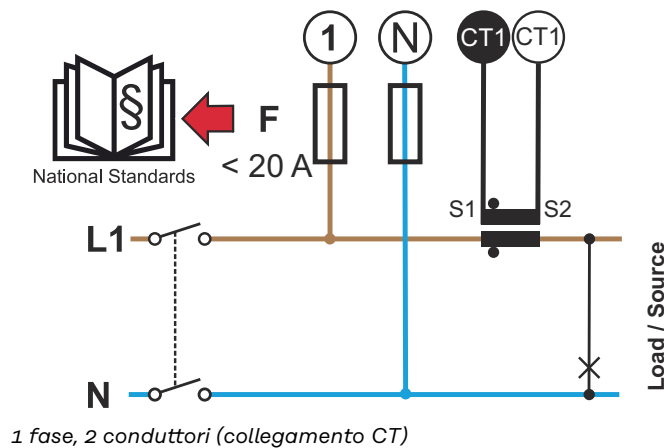 1 N CT1 CT1
§
F
National Standards
< 20 A
S1 S2
L1
Load / Source
N
1 fase, 2 conduttori (collegamento CT)